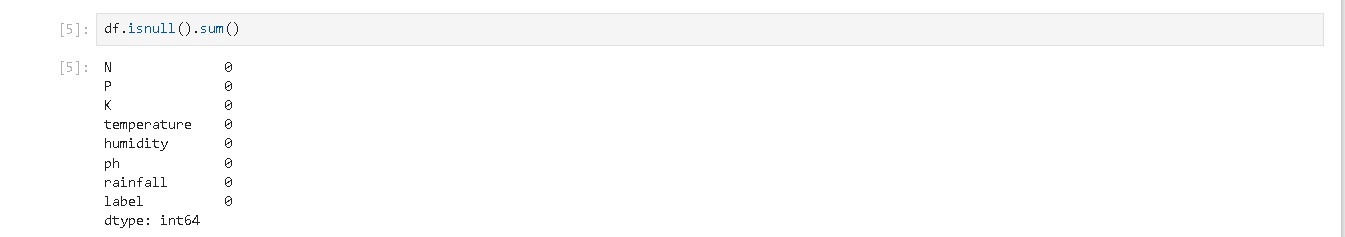 [5]: df.isnull().sum()
[5]: N 0
P 0
K 0
temperature 0
humidity 0
ph 0
rainfall 0
label 0
dtype: int64